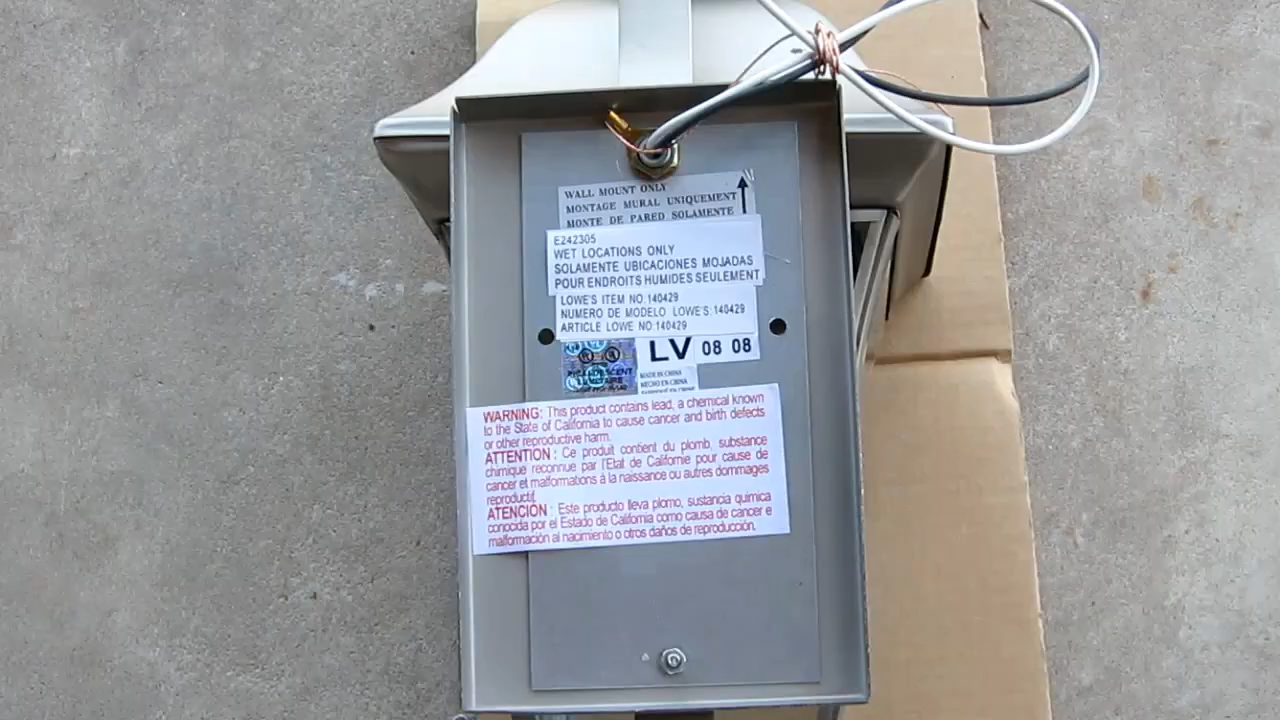 WALL MOUNT ONLY
MONTAGE MURAL UNIQUEMENT
MONTE DE PARED SOLAMENTE
E242305
WET LOCATIONS ONLY
SOLAMENTE UBICACIONES MOJADAS
POUR ENDROITS HUMIDES SEULEMENT
LOWE'S ITEM NO:140429
NUMERO DE MODELO LOWE'S:140429
ARTICLE LOWE NO:140429
LV 08 08
MADE IN CHINA
HECHO EN CHINA
WARNING: This product contains lead, a chemical known
to the State of California to cause cancer and birth defects
or other reproductive harm.
ATTENTION : Ce produit contient du plomb, substance
chimique reconnue par l'Etat de Californie pour cause de
cancer et malformations à la naissance ou autres dommages
reproductif.
ATENCIÓN : Este producto lleva plomo, sustancia quimica
conocida por el Estado de California como causa de cancer e
malformación al nacimiento o otros daños de reproducción.